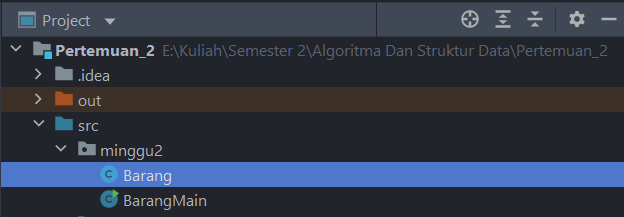 Project
Pertemuan_2 E:\Kuliah\Semester 2\Algoritma Dan Struktur Data\Pertemuan_2
.idea
out
src
minggu2
C Barang
C BarangMain